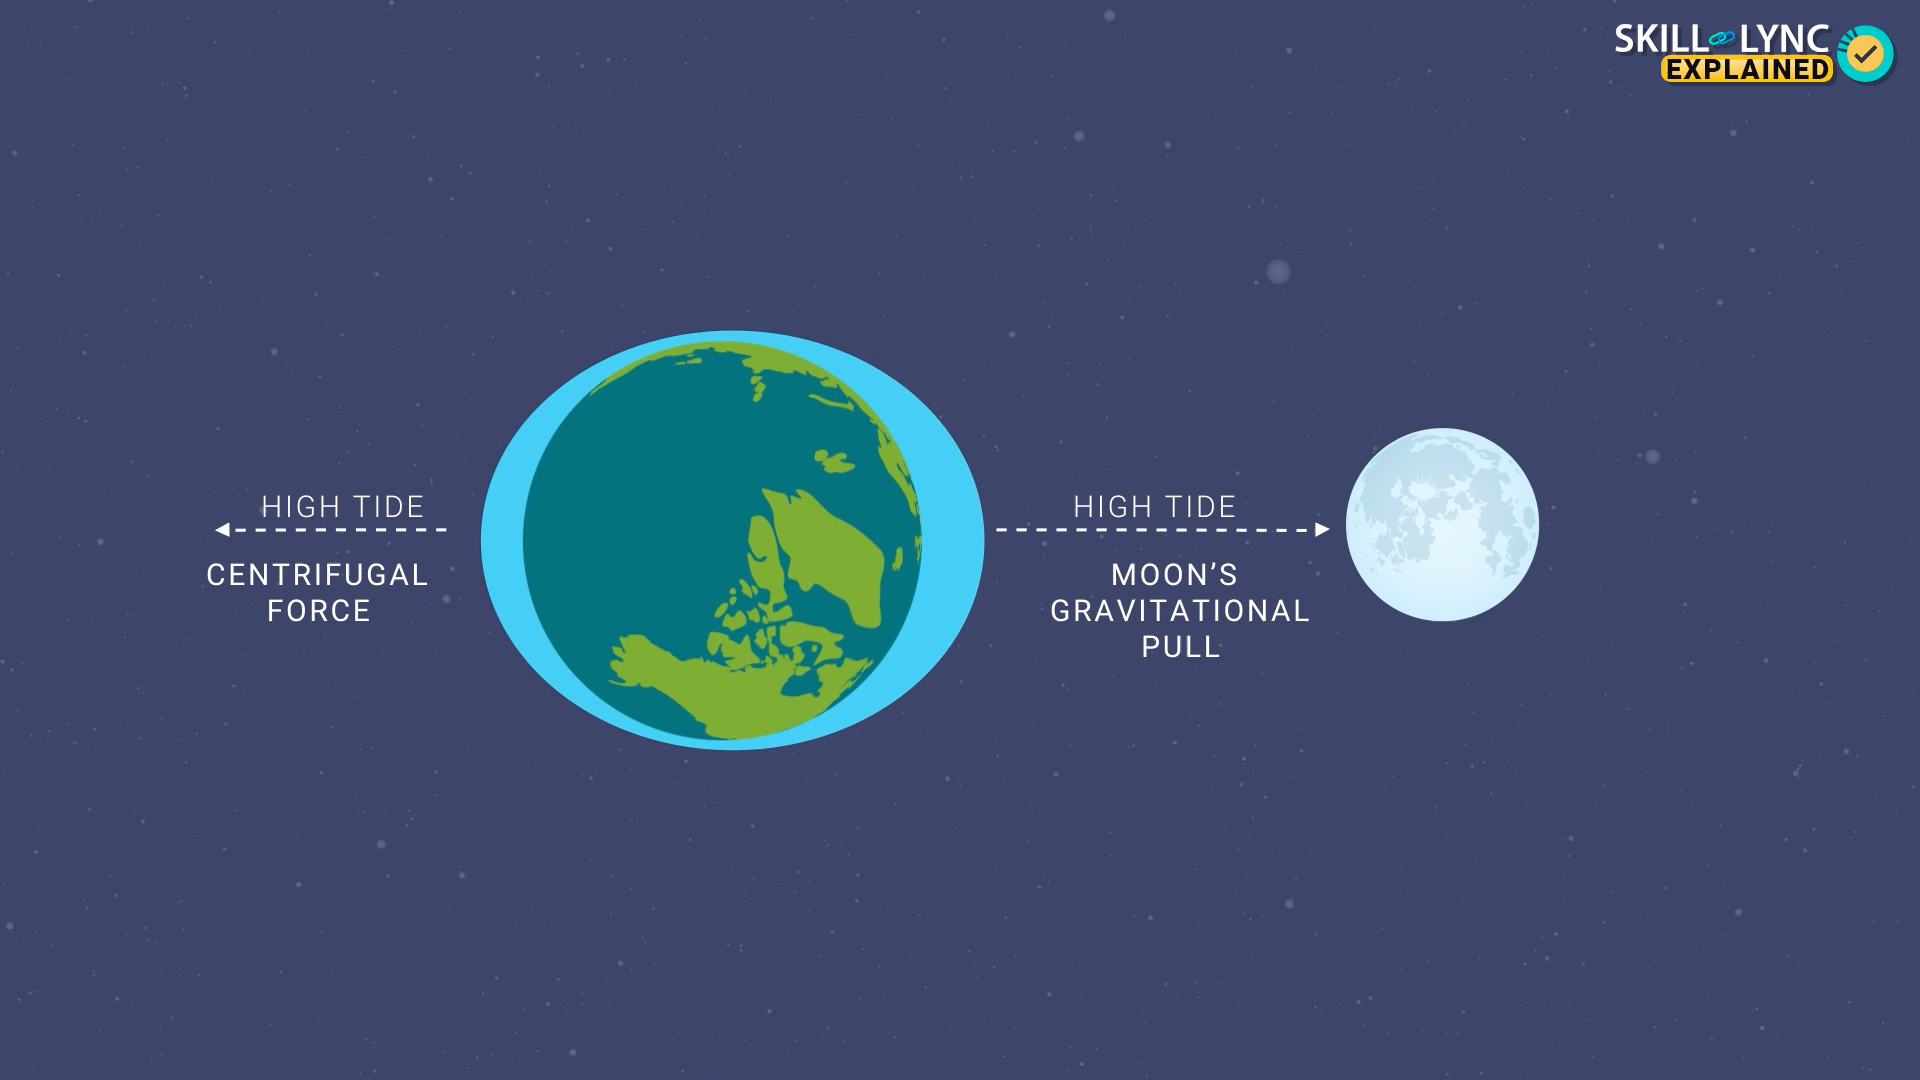 SKILL LYNC
EXPLAINED
HIGH TIDE
CENTRIFUGAL
FORCE
HIGH TIDE
MOON’S
GRAVITATIONAL
PULL